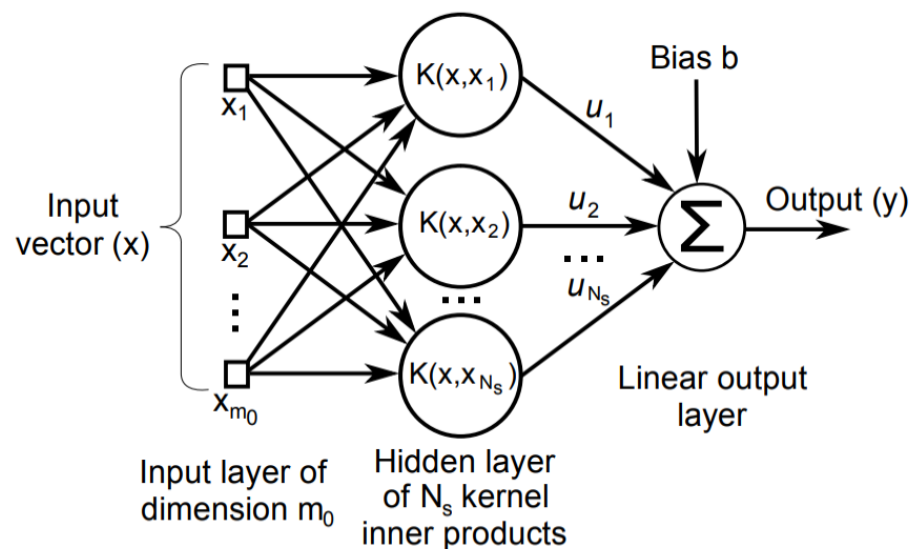 Input
vector (x)
x1
x2
⋮
xm0
K(x,x1)
K(x,x2)
...
K(x,xNs)
u1
u2
...
uNs
Bias b
Σ
Output (y)
Linear output
layer
Input layer of
dimension m0
Hidden layer
of Ns kernel
inner products